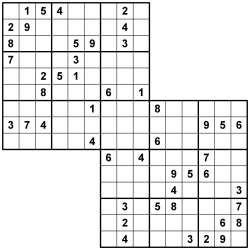 1 5 4 2
2 9 4
8 5 9 3
7 3
2 5 1
8 6 1
1 8
3 7 4 9 5 6
4 6
6 4 7
9 5 6
4 3
3 5 8 7
2 6 8
4 3 2 9